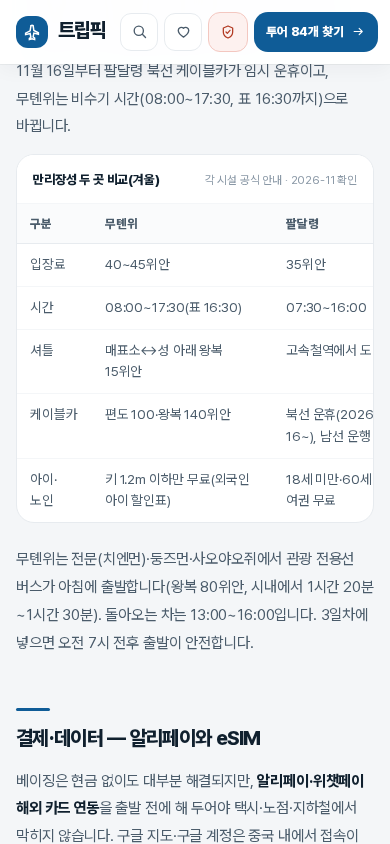 트립픽
투어 84개 찾기 →
11월 16일부터 팔달령 북선 케이블카가 임시 운휴이고,
무톈위는 비수기 시간(08:00~17:30, 표 16:30까지)으로
바뀝니다.
만리장성 두 곳 비교(겨울) 각 시설 공식 안내 · 2026-11 확인
구분 무톈위 팔달령
입장료 40~45위안 35위안
시간 08:00~17:30(표 16:30) 07:30~16:00
셔틀 매표소↔성 아래 왕복 고속철역에서 도
15위안
케이블카 편도 100·왕복 140위안 북선 운휴(2026
16~), 남선 운행
아이· 키 1.2m 이하만 무료(외국인 18세 미만·60세
노인 아이 할인표) 여권 무료
무톈위는 전문(치엔먼)·둥즈먼·사오야오쥐에서 관광 전용선
버스가 아침에 출발합니다(왕복 80위안, 시내에서 1시간 20분
~1시간 30분). 돌아오는 차는 13:00~16:00입니다. 3일차에
넣으면 오전 7시 전후 출발이 안전합니다.
결제·데이터 — 알리페이와 eSIM
베이징은 현금 없이도 대부분 해결되지만, 알리페이·위챗페이
해외 카드 연동을 출발 전에 해 두어야 택시·노점·지하철에서
막히지 않습니다. 구글 지도·구글 계정은 중국 내에서 접속이